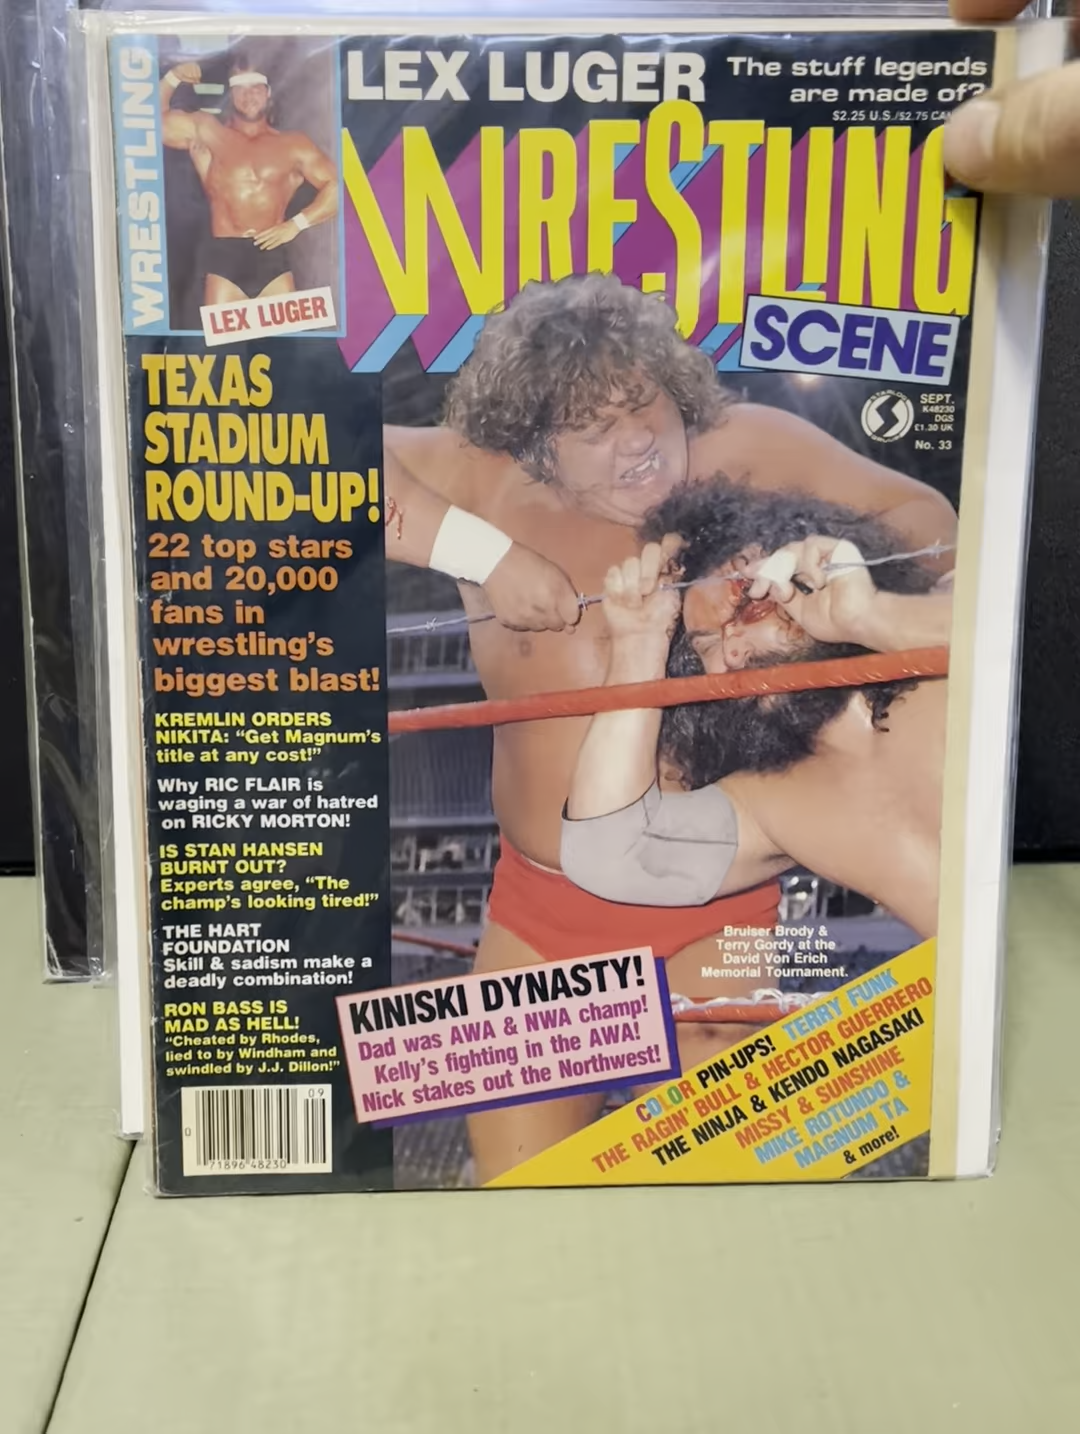 WRESTLING
LEX LUGER
LEX LUGER
The stuff legends
are made of?
$2.25 U.S./$2.75 CAN
WRESTLING
SCENE
SEPT.
K48230
DGS
£1.30 UK
No. 33
TEXAS
STADIUM
ROUND-UP!
22 top stars
and 20,000
fans in
wrestling's
biggest blast!
KREMLIN ORDERS
NIKITA: "Get Magnum's
title at any cost!"
Why RIC FLAIR is
waging a war of hatred
on RICKY MORTON!
IS STAN HANSEN
BURNT OUT?
Experts agree, "The
champ's looking tired!"
THE HART
FOUNDATION
Skill & sadism make a
deadly combination!
RON BASS IS
MAD AS HELL!
"Cheated by Rhodes,
lied to by Windham and
swindled by J.J. Dillon!"
0 71896 48230 09
KINISKI DYNASTY!
Dad was AWA & NWA champ!
Kelly's fighting in the AWA!
Nick stakes out the Northwest!
Bruiser Brody &
Terry Gordy at the
David Von Erich
Memorial Tournament.
COLOR PIN-UPS! TERRY FUNK
THE RAGIN' BULL & HECTOR GUERRERO
THE NINJA & KENDO NAGASAKI
MISSY & SUNSHINE
MIKE ROTUNDO &
MAGNUM TA
& more!